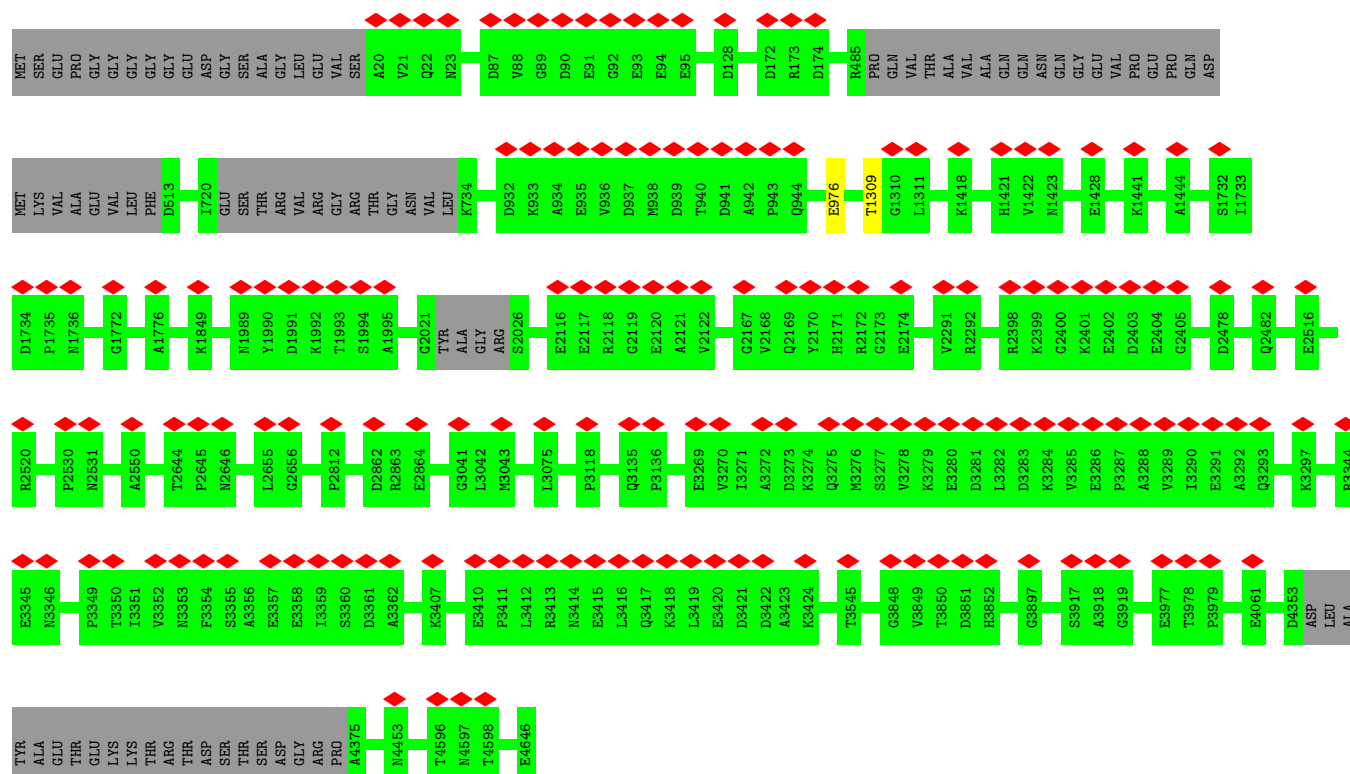 MET SER GLU PRO GLY GLY GLY GLY GLY GLU ASP GLY SER ALA GLY LEU GLU VAL SER A20 V21 Q22 N23 D87 V88 G89 D90 E91 G92 E93 E94 E95 D128 D172 R173 D174 R485 PRO GLN VAL THR ALA VAL ALA GLN GLN ASN GLN GLY GLU VAL PRO GLU PRO GLN ASP
MET LYS VAL ALA GLU VAL LEU PHE D513 I720 GLU SER THR ARG VAL ARG GLY ARG THR GLY ASN VAL LEU K734 D932 K933 A934 E935 V936 D937 M938 D939 T940 D941 A942 P943 Q944 E976 T1309 G1310 L1311 K1418 H1421 V1422 N1423 E1428 K1441 A1444 S1732 I1733
D1734 P1735 N1736 G1772 A1776 K1849 N1989 Y1990 D1991 K1992 T1993 S1994 A1995 G2021 TYR ALA GLY ARG S2026 E2116 E2117 R2118 G2119 E2120 A2121 V2122 G2167 V2168 Q2169 Y2170 H2171 R2172 G2173 E2174 V2291 R2292 R2398 K2399 G2400 K2401 E2402 D2403 E2404 G2405 D2478 Q2482 E2516
R2520 P2530 N2531 A2550 T2644 P2645 N2646 L2655 G2656 P2812 D2862 R2863 E2864 G3041 L3042 M3043 L3075 P3118 Q3135 P3136 E3269 V3270 I3271 A3272 D3273 K3274 Q3275 M3276 S3277 V3278 K3279 E3280 D3281 L3282 D3283 K3284 V3285 E3286 P3287 A3288 V3289 I3290 E3291 A3292 Q3293 K3297 R3344
E3345 N3346 P3349 T3350 I3351 V3352 N3353 F3354 S3355 A3356 E3357 E3358 I3359 S3360 D3361 A3362 K3407 E3410 P3411 L3412 R3413 N3414 E3415 L3416 Q3417 K3418 L3419 E3420 D3421 D3422 A3423 K3424 T3545 G3848 V3849 T3850 D3851 H3852 G3897 S3917 A3918 G3919 E3977 T3978 P3979 E4061 D4353 ASP LEU ALA
TYR ALA GLU THR GLU LYS LYS THR ARG THR ASP SER THR SER ASP GLY ARG PRO A4375 N4453 T4596 N4597 T4598 E4646